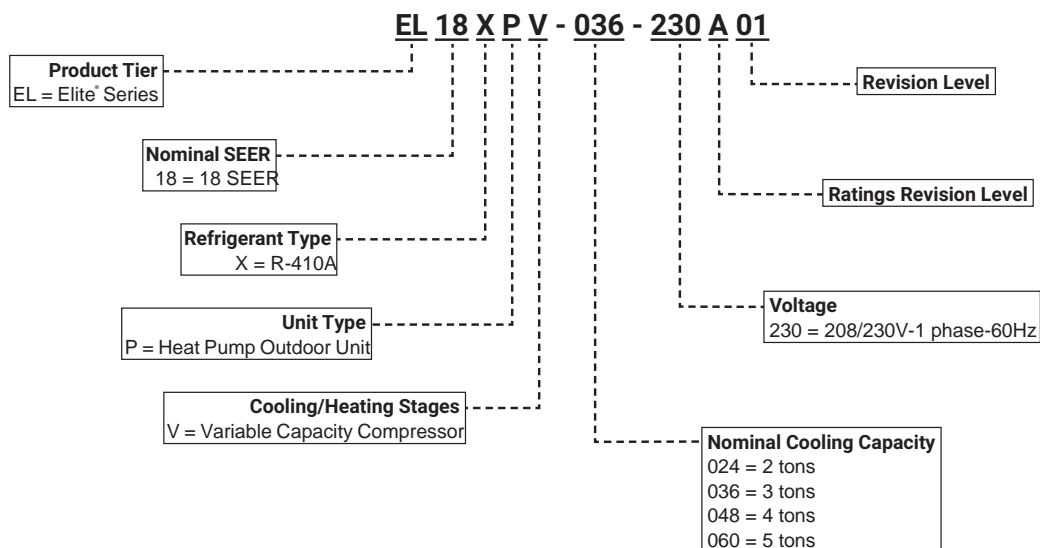 EL 18 X P V - 036 - 230 A 01
Product Tier
EL = Elite® Series
Revision Level
Nominal SEER
18 = 18 SEER
Ratings Revision Level
Refrigerant Type
X = R-410A
Unit Type
P = Heat Pump Outdoor Unit
Voltage
230 = 208/230V-1 phase-60Hz
Cooling/Heating Stages
V = Variable Capacity Compressor
Nominal Cooling Capacity
024 = 2 tons
036 = 3 tons
048 = 4 tons
060 = 5 tons